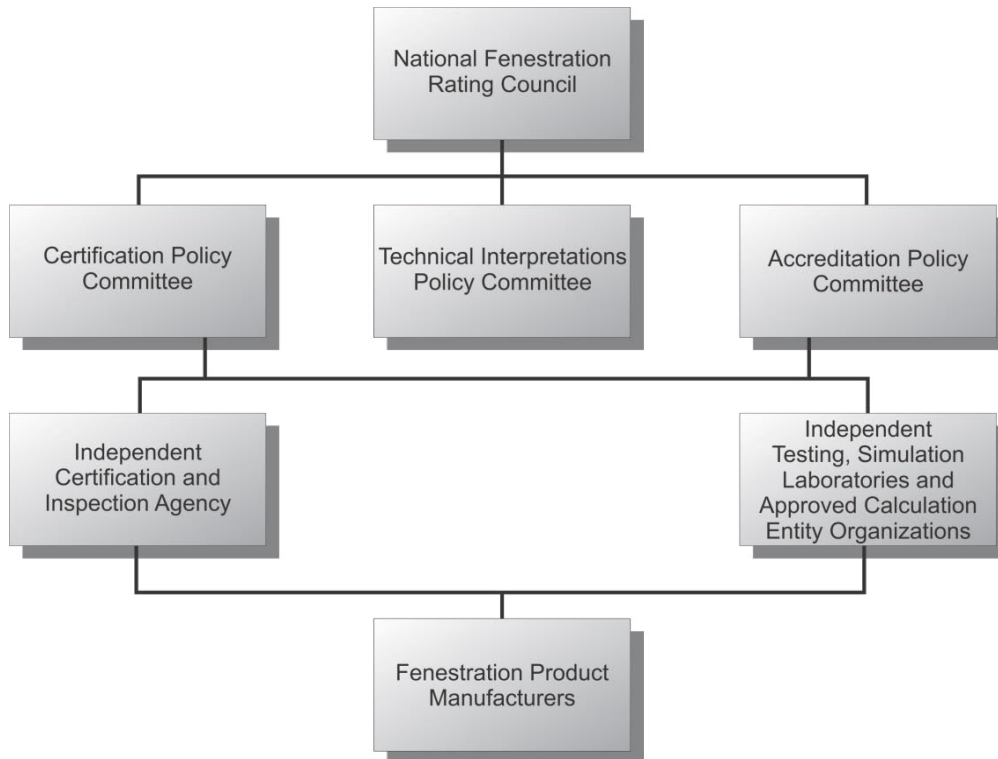 National Fenestration
Rating Council
Certification Policy
Committee
Technical Interpretations
Policy Committee
Accreditation Policy
Committee
Independent
Certification and
Inspection Agency
Independent
Testing, Simulation
Laboratories and
Approved Calculation
Entity Organizations
Fenestration Product
Manufacturers